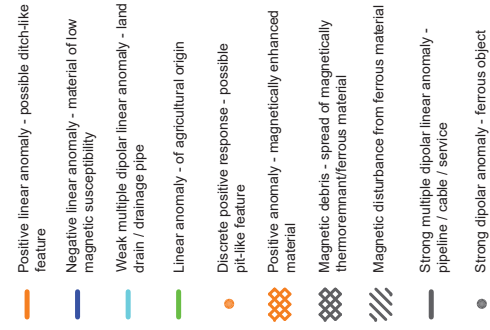 Positive linear anomaly - possible ditch-like
feature
Negative linear anomaly - material of low
magnetic susceptibility
Weak multiple dipolar linear anomaly - land
drain / drainage pipe
Linear anomaly - of agricultural origin
Discrete positive response - possible
pit-like feature
Positive anomaly - magnetically enhanced
material
Magnetic debris - spread of magnetically
thermoremnant/ferrous material
Magnetic disturbance from ferrous material
Strong multiple dipolar linear anomaly -
pipeline / cable / service
Strong dipolar anomaly - ferrous object